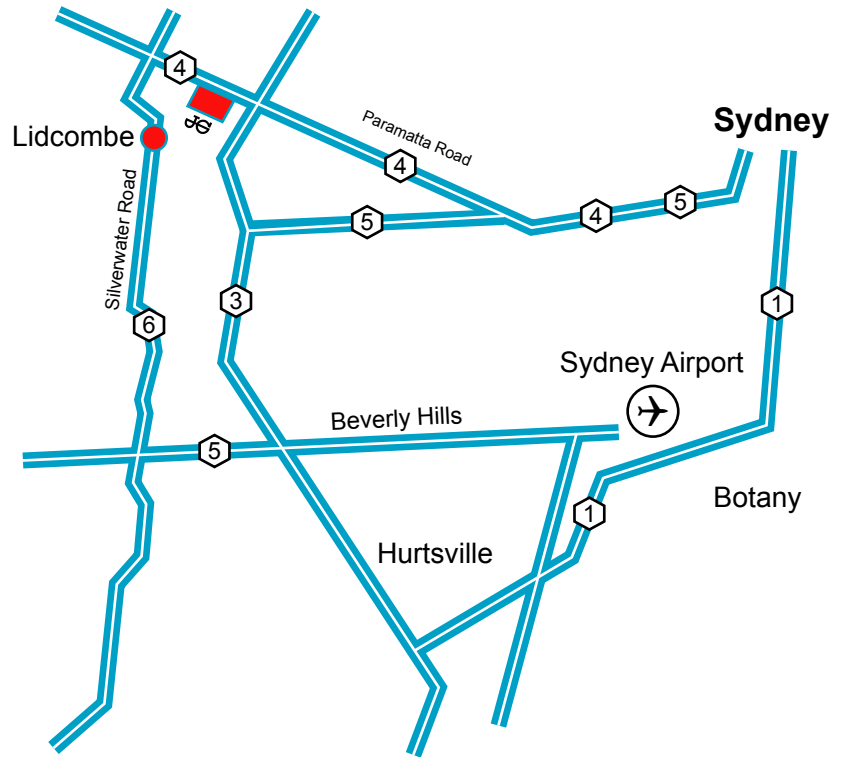 4
Sydney
Paramatta Road
Lidcombe
4
5
4
5
Silverwater Road
3
1
6
Sydney Airport
Beverly Hills
5
Botany
1
Hurtsville